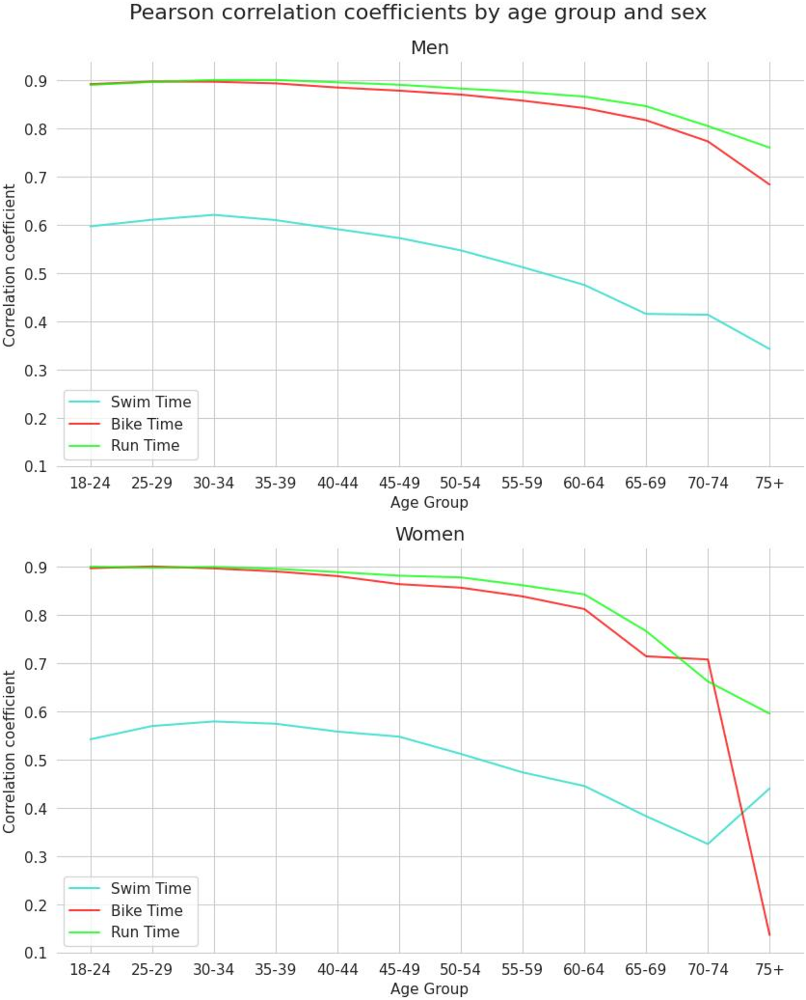 Pearson correlation coefficients by age group and sex
Men
Correlation coefficient
0.9
0.8
0.7
0.6
0.5
0.4
0.3
0.2
0.1
Swim Time
Bike Time
Run Time
18-24 25-29 30-34 35-39 40-44 45-49 50-54 55-59 60-64 65-69 70-74 75+
Age Group
Women
Correlation coefficient
0.9
0.8
0.7
0.6
0.5
0.4
0.3
0.2
0.1
Swim Time
Bike Time
Run Time
18-24 25-29 30-34 35-39 40-44 45-49 50-54 55-59 60-64 65-69 70-74 75+
Age Group